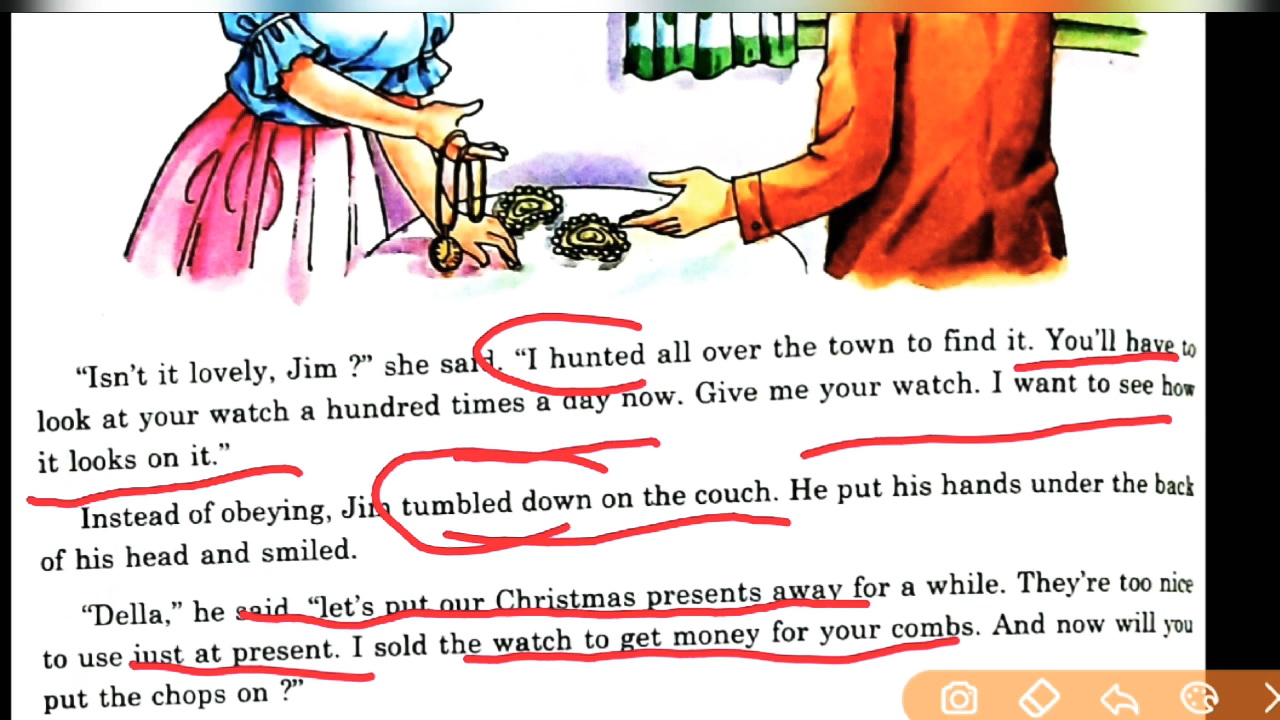 “Isn’t it lovely, Jim ?” she said. “I hunted all over the town to find it. You’ll have to
look at your watch a hundred times a day now. Give me your watch. I want to see how
it looks on it.”
Instead of obeying, Jim tumbled down on the couch. He put his hands under the back
of his head and smiled.
“Della,” he said, “let’s put our Christmas presents away for a while. They’re too nice
to use just at present. I sold the watch to get money for your combs. And now will you
put the chops on ?”